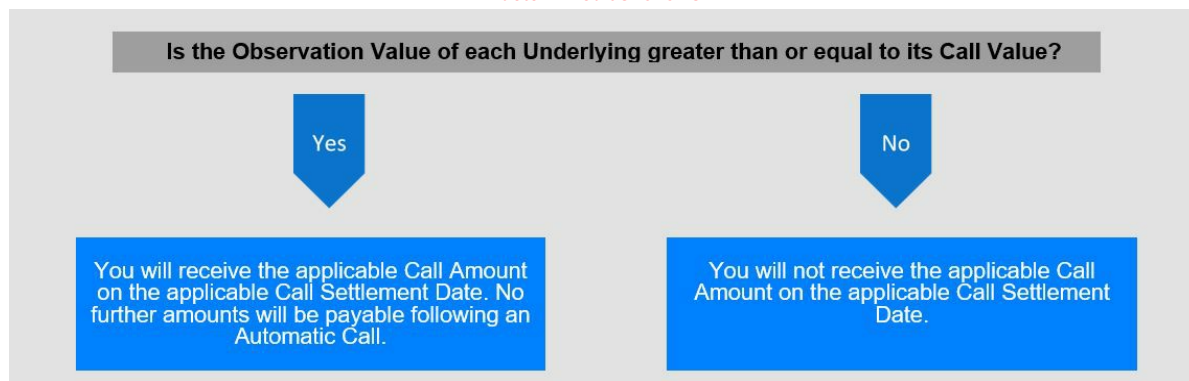 Is the Observation Value of each Underlying greater than or equal to its Call Value?
Yes
No
You will receive the applicable Call Amount
on the applicable Call Settlement Date. No
further amounts will be payable following an
Automatic Call.
You will not receive the applicable Call
Amount on the applicable Call Settlement
Date.